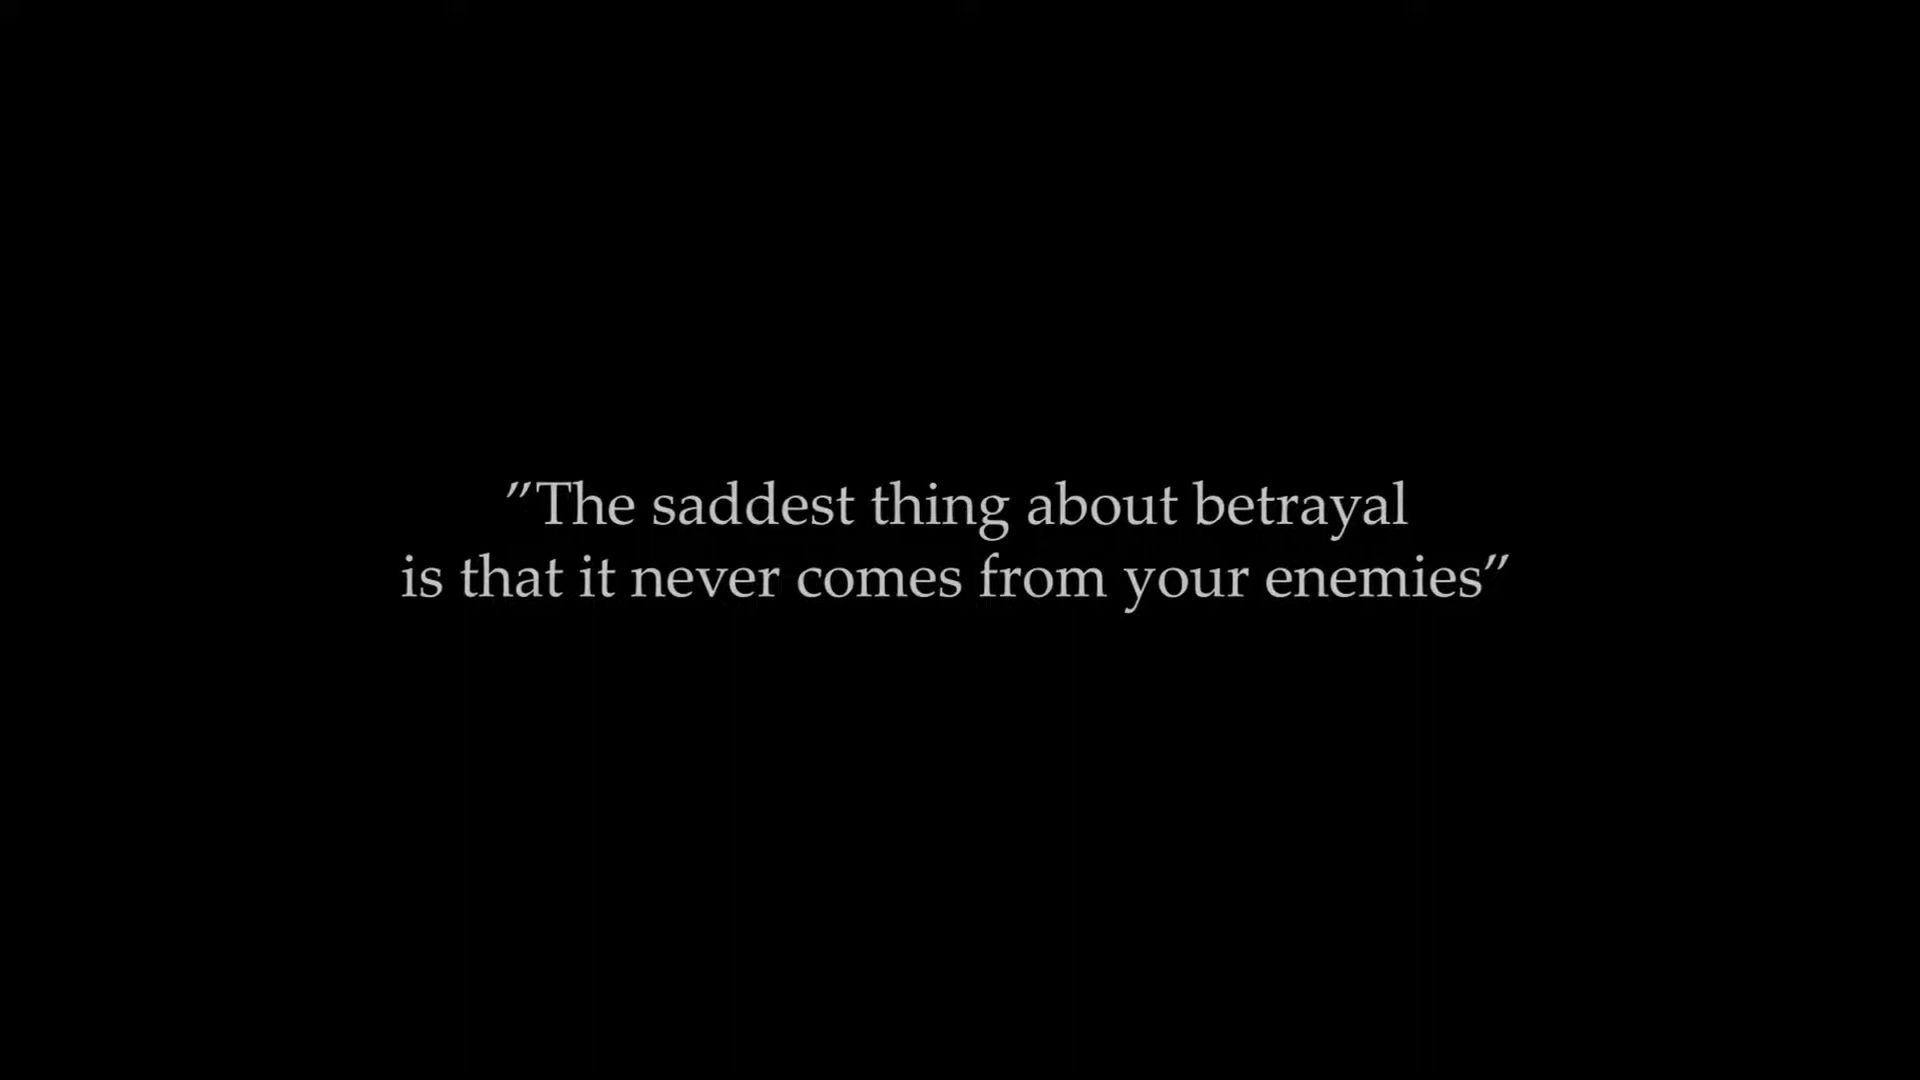 ”The saddest thing about betrayal
is that it never comes from your enemies”